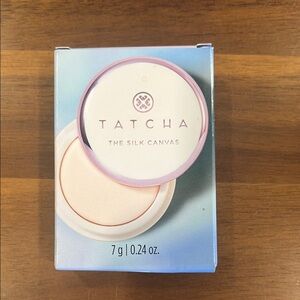 TATCHA
THE SILK CANVAS
7 g | 0.24 oz.